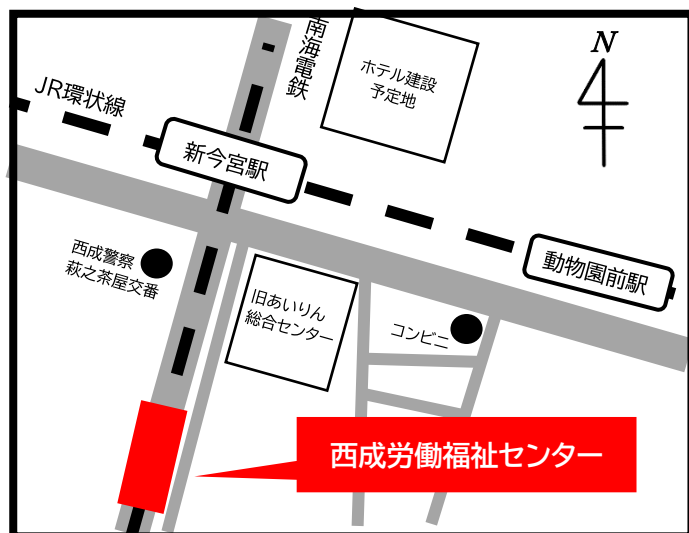 南海電鉄
N
ホテル建設
予定地
JR環状線
新今宮駅
西成警察
萩之茶屋交番
動物園前駅
旧あいりん
総合センター
コンビニ
西成労働福祉センター